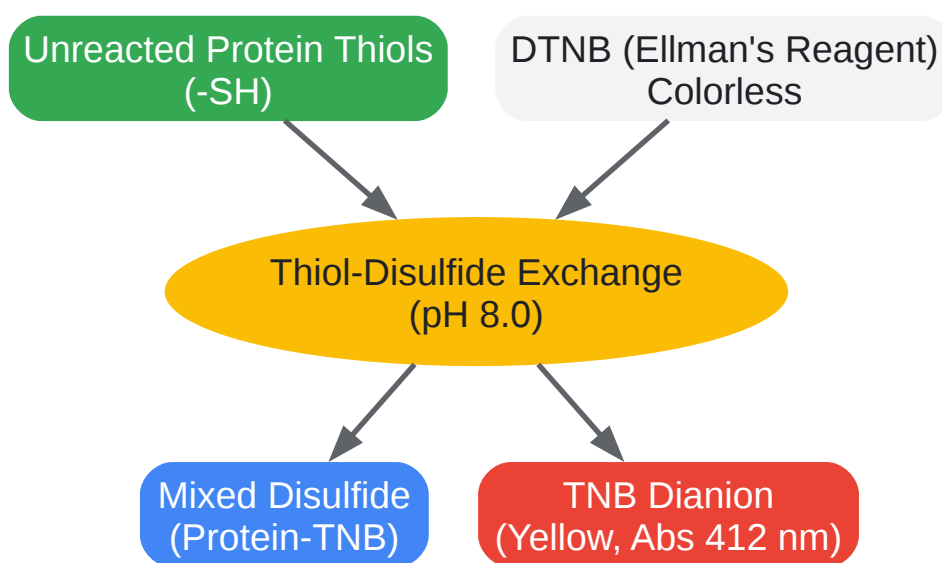 Unreacted Protein Thiols
(-SH)
DTNB (Ellman's Reagent)
Colorless
Thiol-Disulfide Exchange
(pH 8.0)
Mixed Disulfide
(Protein-TNB)
TNB Dianion
(Yellow, Abs 412 nm)